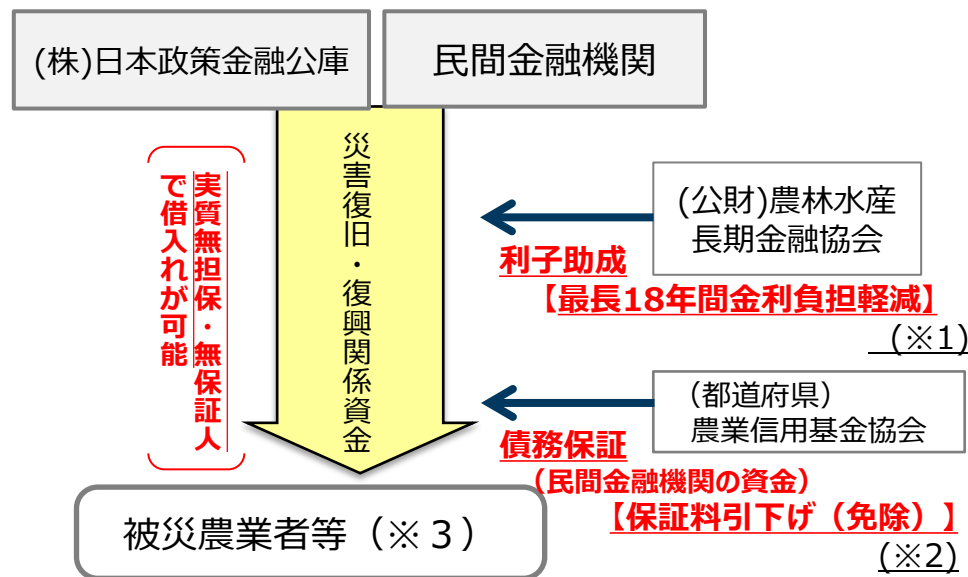 (株)日本政策金融公庫
民間金融機関
実質無担保・無保証人
で借入れが可能
災害復旧・復興関係資金
(公財)農林水産
長期金融協会
利子助成
【最長18年間金利負担軽減】
(※1)
（都道府県）
農業信用基金協会
債務保証
（民間金融機関の資金）
【保証料引下げ（免除）】
(※2)
被災農業者等（※３）